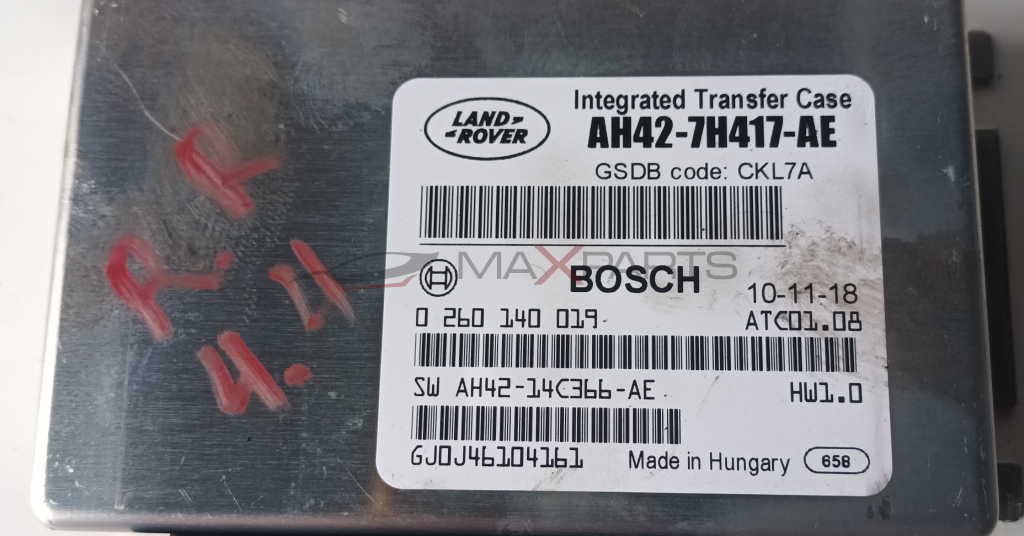 LAND
ROVER
Integrated Transfer Case
AH42-7H417-AE
GSDB code: CKL7A
MAXPARTS
BOSCH
10-11-18
0 260 140 019
ATC01.08
SW AH42-14C366-AE
HW1.0
GJ0J46104161
Made in Hungary
658
R.R
4.4